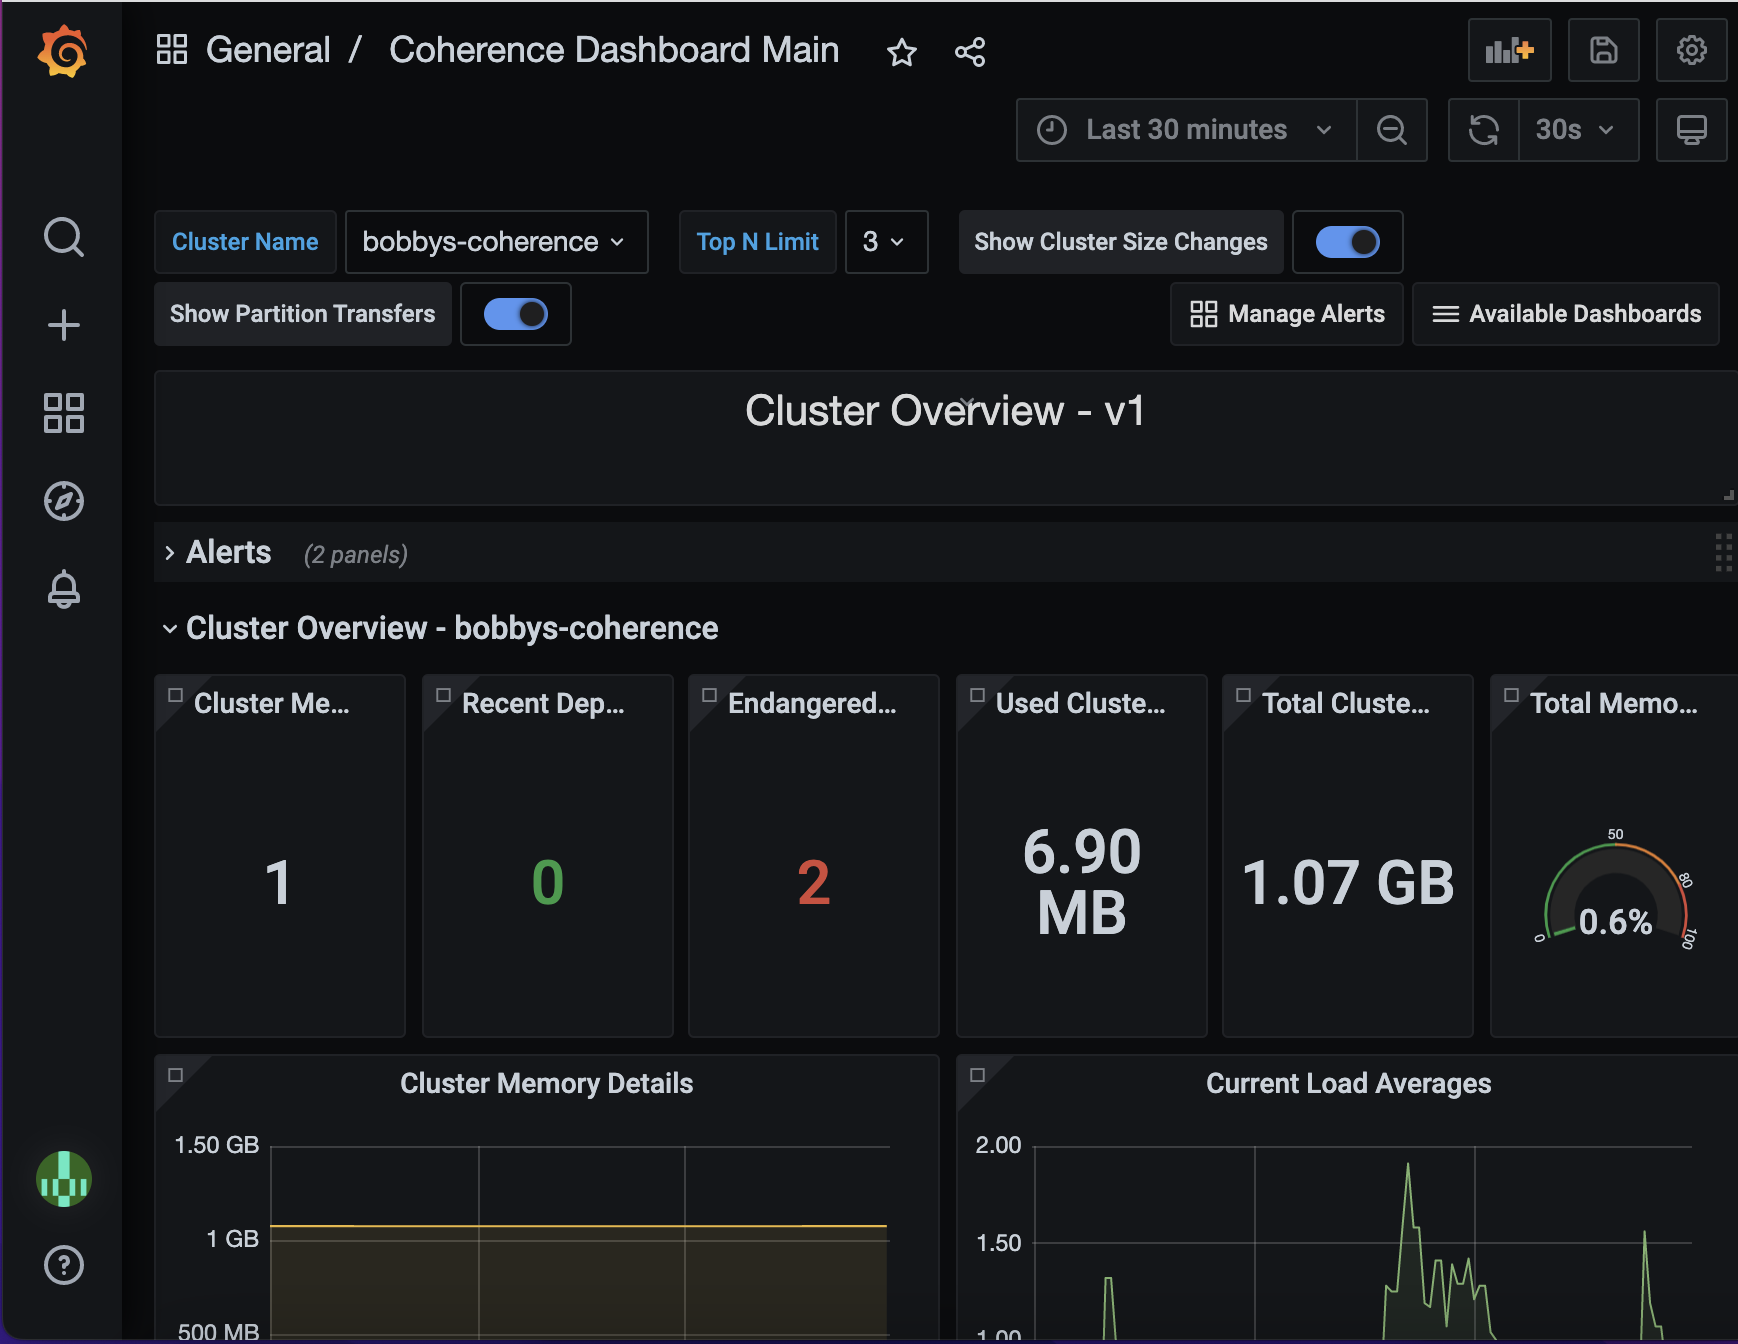 General / Coherence Dashboard Main
Last 30 minutes
30s
Cluster Name
bobbys-coherence
Top N Limit
3
Show Cluster Size Changes
Show Partition Transfers
Manage Alerts
Available Dashboards
Cluster Overview - v1
Alerts (2 panels)
Cluster Overview - bobbys-coherence
Cluster Me...
1
Recent Dep...
0
Endangered...
2
Used Cluste...
6.90
MB
Total Cluste...
1.07 GB
Total Memo...
50
80
0.6%
0
100
Cluster Memory Details
1.50 GB
1 GB
500 MB
Current Load Averages
2.00
1.50
1.00